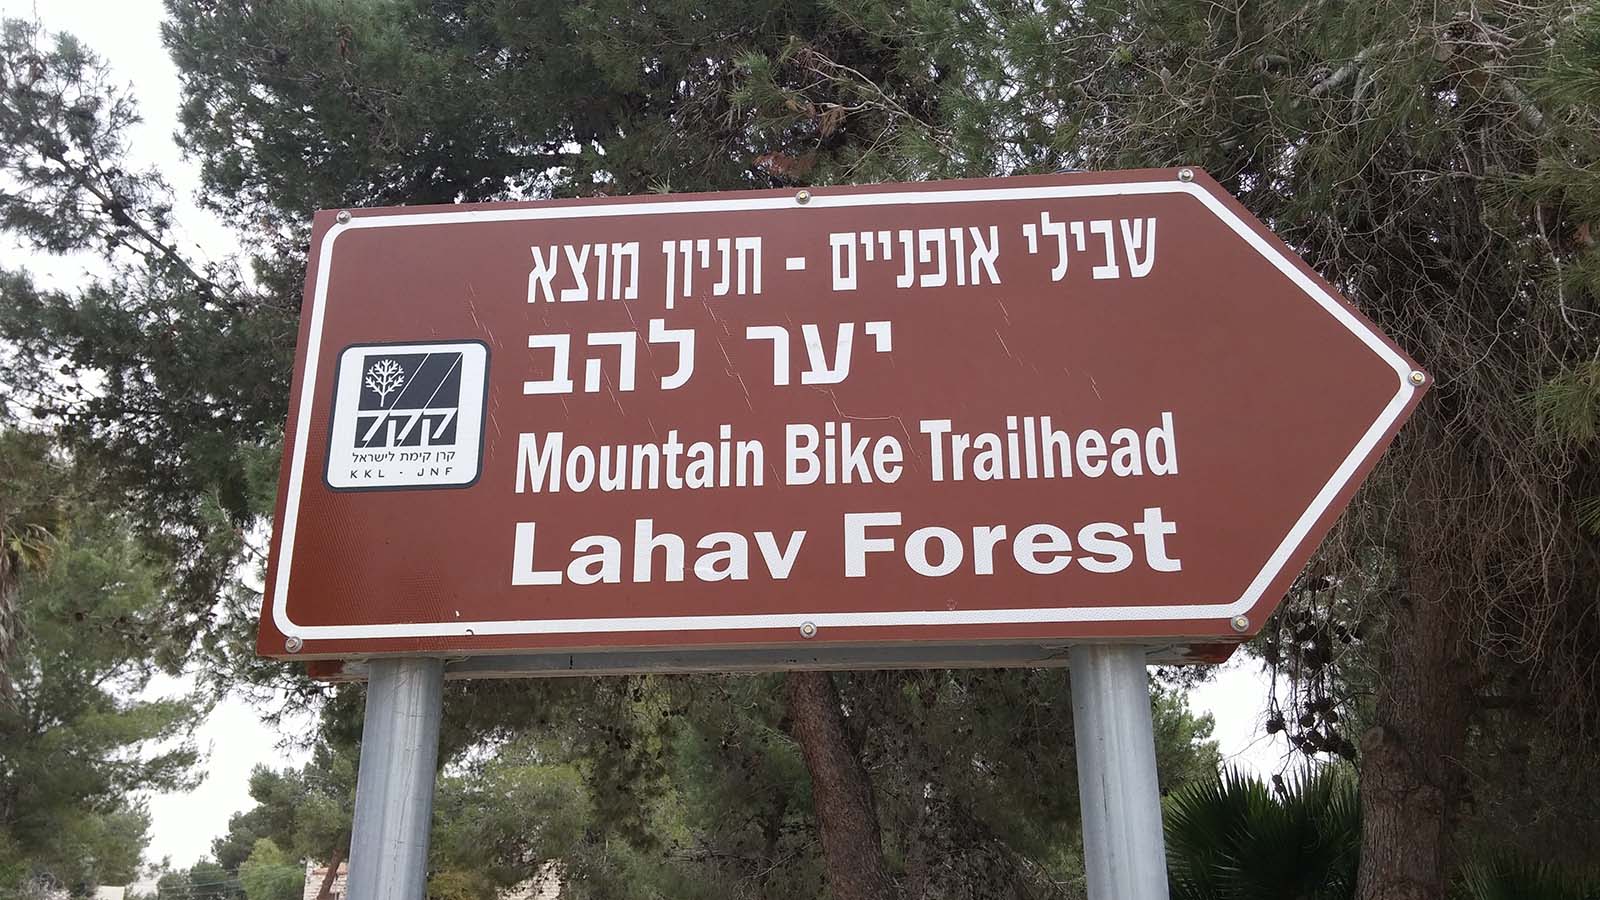 שבילי אופניים - חניון מוצא
יער להב
Mountain Bike Trailhead
Lahav Forest
קקל
קרן קימת לישראל
KKL - JNF